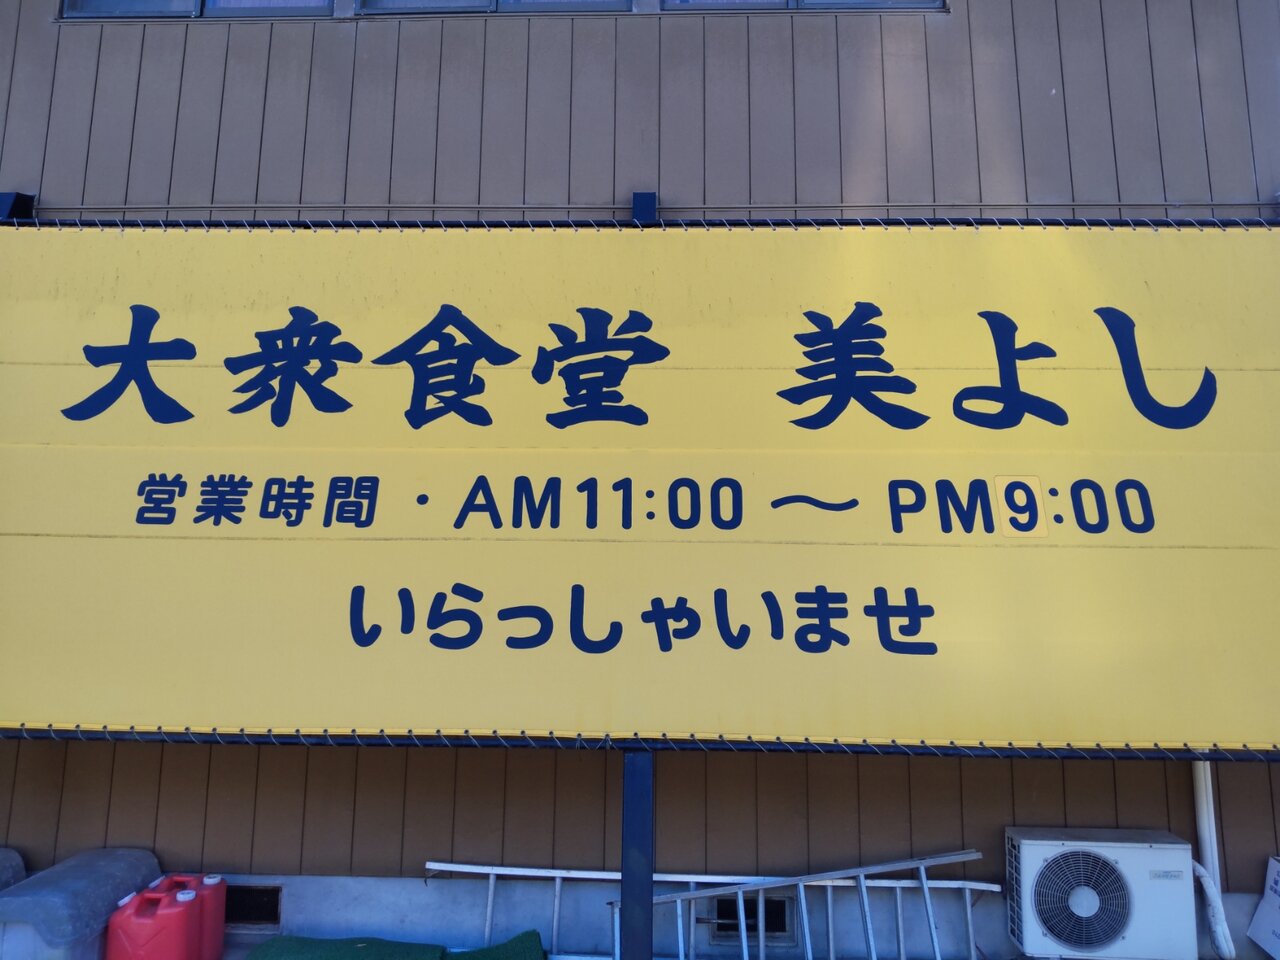 大衆食堂 美よし
営業時間・AM11:00～PM9:00
いらっしゃいませ